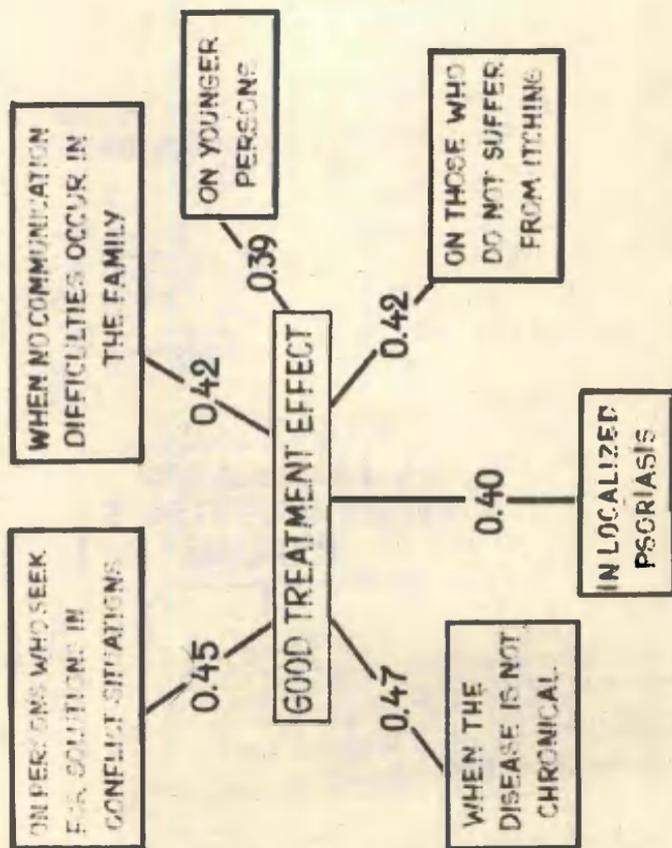 ON PERSONS WHO SEEK
FOR SOLUTIONS IN
CONFLICT SITUATIONS
WHEN NO COMMUNICATION
DIFFICULTIES OCCUR IN
THE FAMILY
ON YOUNGER
PERSONS
0.45
0.42
0.39
GOOD TREATMENT EFFECT
0.47
0.40
0.42
WHEN THE
DISEASE IS NOT
CHRONICAL.
IN LOCALIZED
PSORIASIS
ON THOSE WHO
DO NOT SUFFER
FROM ITCHING